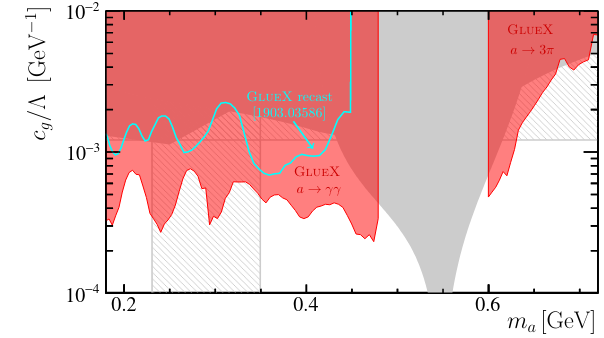 10⁻²
GlueX
a → 3π
c_g/Λ [GeV⁻¹]
GlueX recast
[1903.03586]
10⁻³
GlueX
a → γγ
10⁻⁴
0.2 0.4 0.6
m_a [GeV]